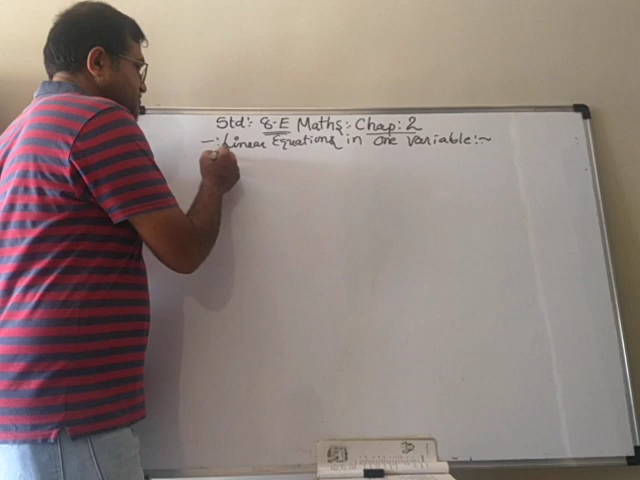 Std:- 8-E Maths:- Chap: 2
-: Linear Equations in one variable :-